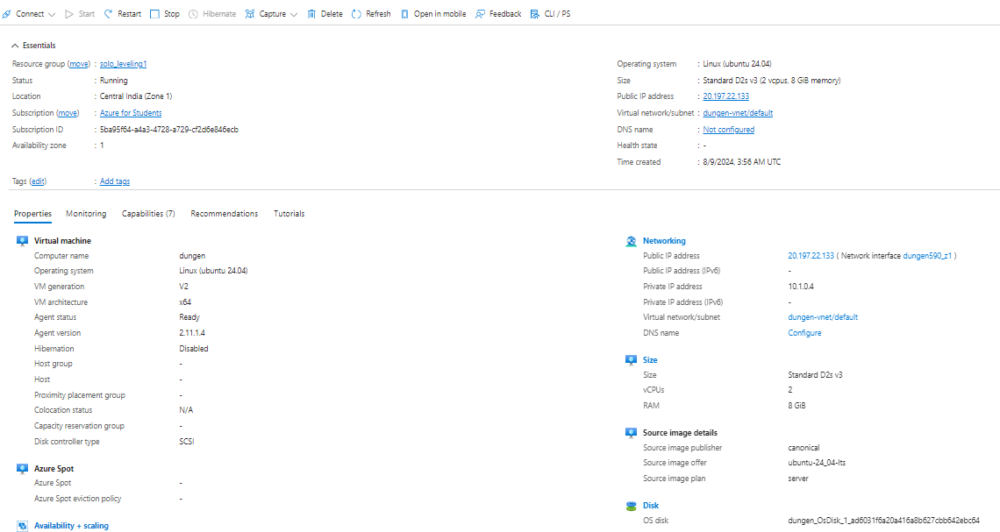 Connect Start Restart Stop Hibernate Capture Delete Refresh Open in mobile Feedback CLI / PS
Essentials
Resource group (move) : solo_leveling1
Status : Running
Location : Central India (Zone 1)
Subscription (move) : Azure for Students
Subscription ID : 5ba95f64-a4a3-4728-a729-cf2d6e846ecb
Availability zone : 1
Operating system : Linux (ubuntu 24.04)
Size : Standard D2s v3 (2 vcpus, 8 GiB memory)
Public IP address : 20.197.22.133
Virtual network/subnet : dungen-vnet/default
DNS name : Not configured
Health state : -
Time created : 8/9/2024, 3:56 AM UTC
Tags (edit) : Add tags
Properties Monitoring Capabilities (7) Recommendations Tutorials
Virtual machine
Computer name dungen
Operating system Linux (ubuntu 24.04)
VM generation V2
VM architecture x64
Agent status Ready
Agent version 2.11.1.4
Hibernation Disabled
Host group -
Host -
Proximity placement group -
Colocation status N/A
Capacity reservation group -
Disk controller type SCSI
Azure Spot
Azure Spot -
Azure Spot eviction policy -
Availability + scaling
Networking
Public IP address 20.197.22.133 ( Network interface dungen590_z1 )
Public IP address (IPv6) -
Private IP address 10.1.0.4
Private IP address (IPv6) -
Virtual network/subnet dungen-vnet/default
DNS name Configure
Size
Size Standard D2s v3
vCPUs 2
RAM 8 GiB
Source image details
Source image publisher canonical
Source image offer ubuntu-24_04-lts
Source image plan server
Disk
OS disk dungen_OsDisk_1_ad6031f6a20a416a8b627cbb642ebc64